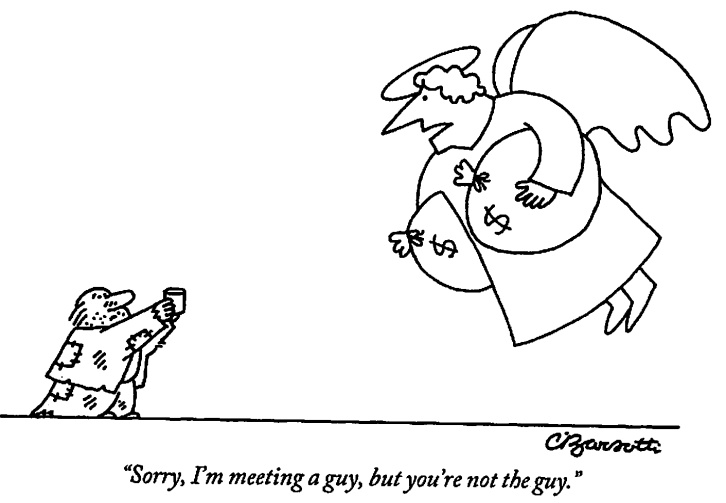 $
$
C. Barsotti
“Sorry, I'm meeting a guy, but you're not the guy.”